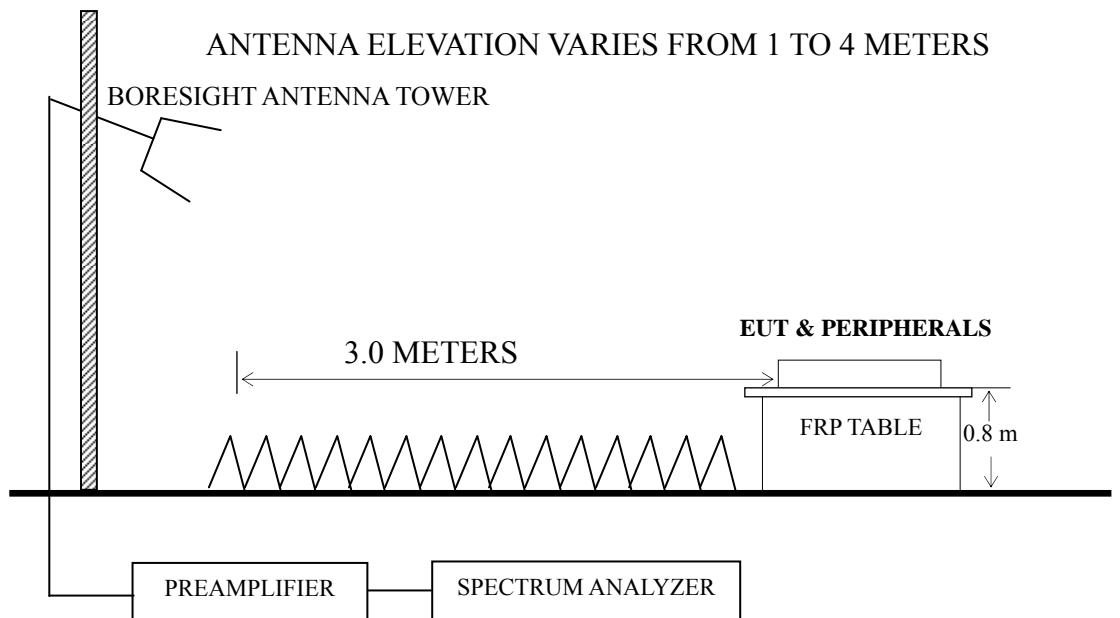 ANTENNA ELEVATION VARIES FROM 1 TO 4 METERS
BORESIGHT ANTENNA TOWER
EUT & PERIPHERALS
3.0 METERS
FRP TABLE
0.8 m
PREAMPLIFIER
SPECTRUM ANALYZER